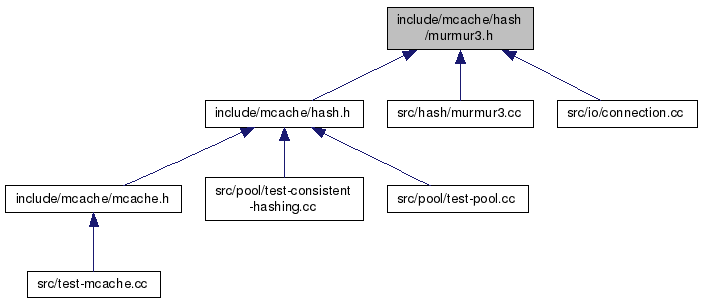 include/mcache/hash
/murmur3.h
include/mcache/hash.h
src/hash/murmur3.cc
src/io/connection.cc
include/mcache/mcache.h
src/pool/test-consistent
-hashing.cc
src/pool/test-pool.cc
src/test-mcache.cc